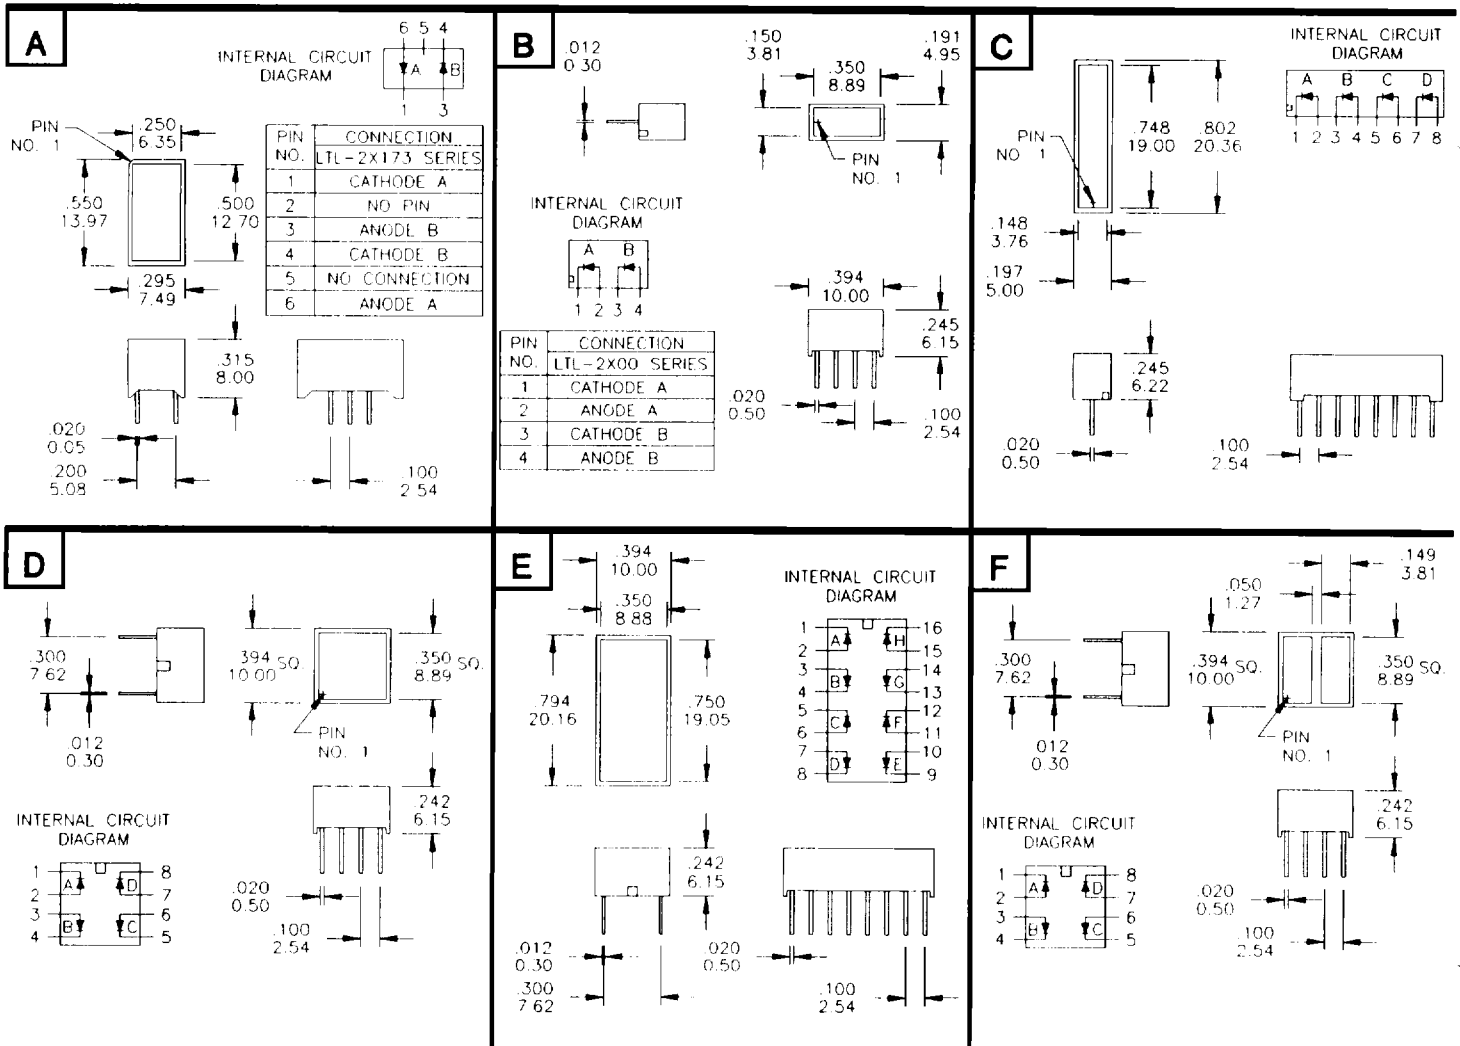 A
6 5 4
INTERNAL CIRCUIT
DIAGRAM
A B
1 3
PIN
NO. 1
.250
6.35
.550
13.97
.500
12.70
.295
7.49
PIN NO. CONNECTION
LTL-2X173 SERIES
1 CATHODE A
2 NO PIN
3 ANODE B
4 CATHODE B
5 NO CONNECTION
6 ANODE A
.315
8.00
.020
0.05
.200
5.08
.100
2.54
B
.012
0.30
.150
3.81
.350
8.89
.191
4.95
PIN
NO. 1
INTERNAL CIRCUIT
DIAGRAM
A B
1 2 3 4
PIN NO. CONNECTION
LTL-2X00 SERIES
1 CATHODE A
2 ANODE A
3 CATHODE B
4 ANODE B
.394
10.00
.245
6.15
.020
0.50
.100
2.54
C
INTERNAL CIRCUIT
DIAGRAM
A B C D
1 2 3 4 5 6 7 8
PIN
NO 1
.748
19.00
.802
20.36
.148
3.76
.197
5.00
.245
6.22
.020
0.50
.100
2.54
D
.300
7.62
.012
0.30
.394
10.00 SQ.
.350
8.89 SQ.
PIN
NO. 1
INTERNAL CIRCUIT
DIAGRAM
1 8
A D
2 7
3 6
B C
4 5
.242
6.15
.020
0.50
.100
2.54
E
.394
10.00
.350
8.88
.794
20.16
.750
19.05
INTERNAL CIRCUIT
DIAGRAM
1 16
A H
2 15
3 14
B G
4 13
5 12
C F
6 11
7 10
D E
8 9
.242
6.15
.012
0.30
.300
7.62
.020
0.50
.100
2.54
F
.149
3.81
.050
1.27
.300
7.62
.394
10.00 SQ.
.350
8.89 SQ.
012
0.30
PIN
NO. 1
INTERNAL CIRCUIT
DIAGRAM
1 8
A D
2 7
3 6
B C
4 5
.242
6.15
.020
0.50
.100
2.54